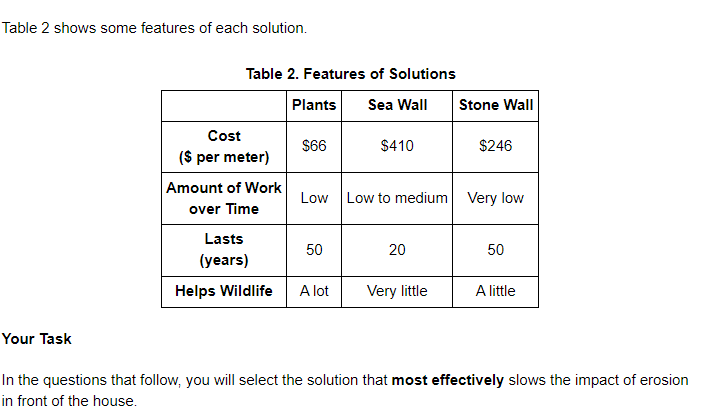 Table 2 shows some features of each solution.
Table 2. Features of Solutions
Plants Sea Wall Stone Wall
Cost
($ per meter) $66 $410 $246
Amount of Work
over Time Low Low to medium Very low
Lasts
(years) 50 20 50
Helps Wildlife A lot Very little A little
Your Task
In the questions that follow, you will select the solution that most effectively slows the impact of erosion
in front of the house.